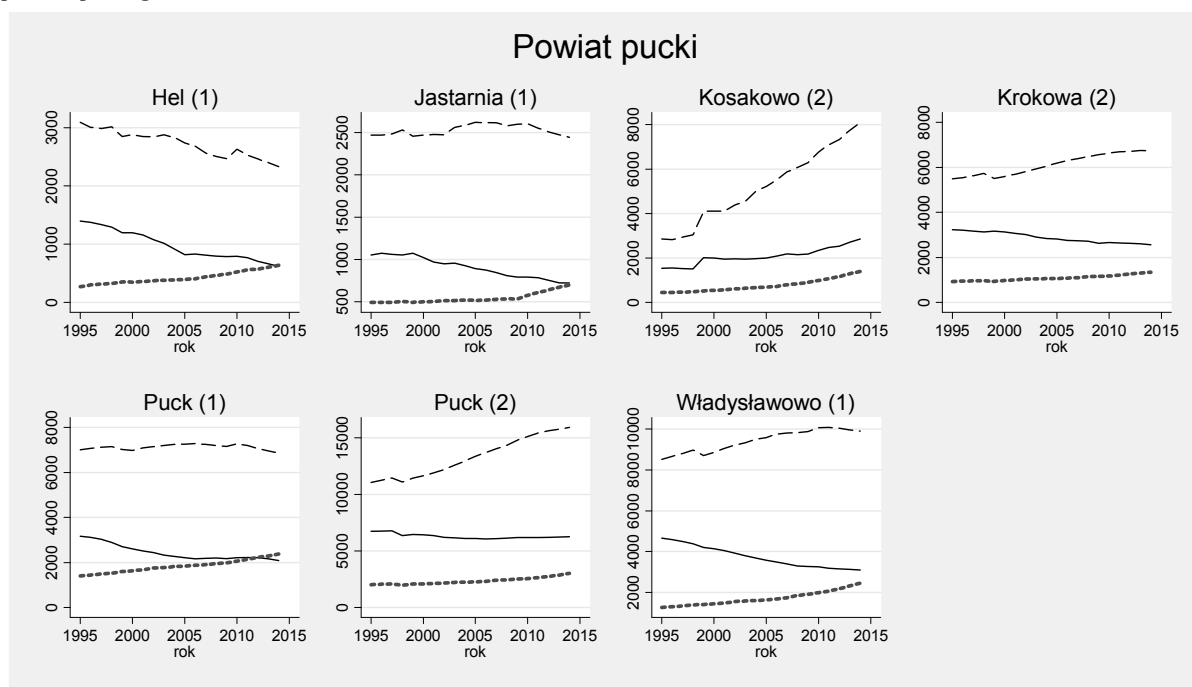 Powiat pucki
Hel (1)
Jastarnia (1)
Kosakowo (2)
Krokowa (2)
0 1000 2000 3000
500 1000 1500 2000 2500
0 2000 4000 6000 8000
0 2000 4000 6000 8000
1995 2000 2005 2010 2015
1995 2000 2005 2010 2015
1995 2000 2005 2010 2015
1995 2000 2005 2010 2015
rok
rok
rok
rok
Puck (1)
Puck (2)
Władysławowo (1)
0 2000 4000 6000 8000
0 5000 10000 15000
2000 4000 6000 8000 10000
1995 2000 2005 2010 2015
1995 2000 2005 2010 2015
1995 2000 2005 2010 2015
rok
rok
rok